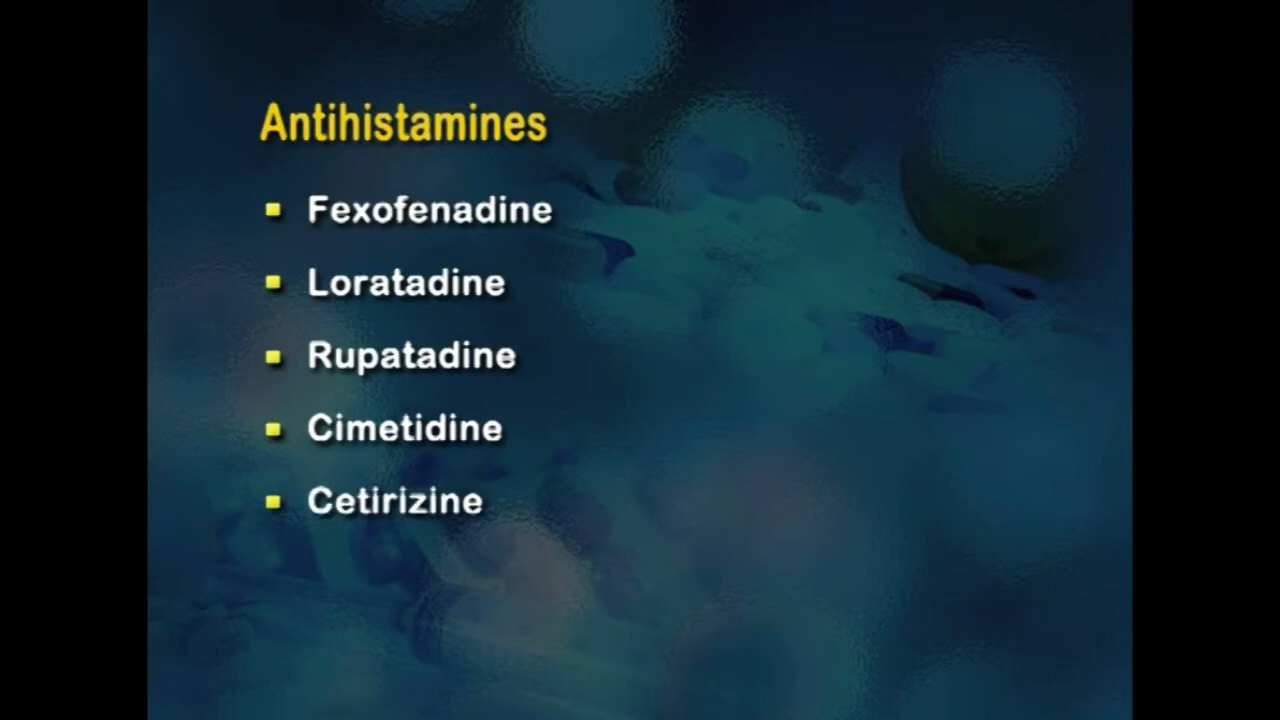 Antihistamines
▪ Fexofenadine
▪ Loratadine
▪ Rupatadine
▪ Cimetidine
▪ Cetirizine